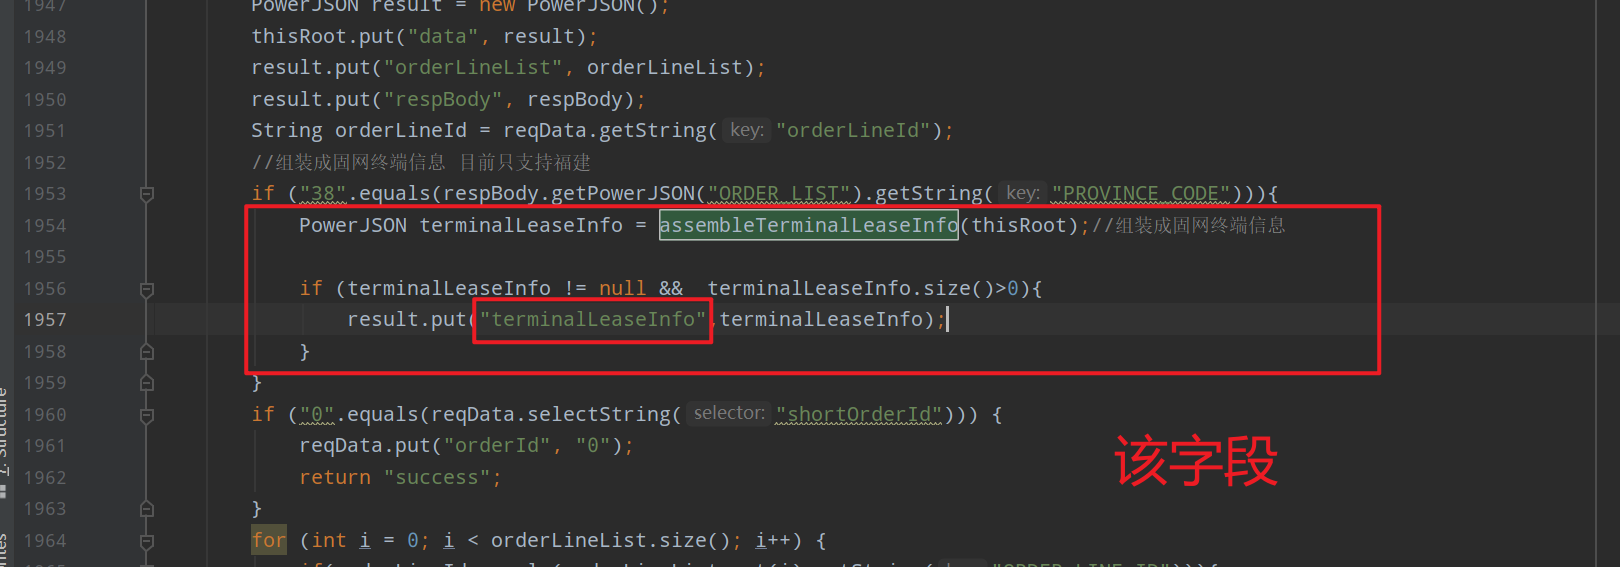 1947 PowerJSON result = new PowerJSON();
1948 thisRoot.put("data", result);
1949 result.put("orderLineList", orderLineList);
1950 result.put("respBody", respBody);
1951 String orderLineId = reqData.getString( key: "orderLineId");
1952 //组装成固网终端信息 目前只支持福建
1953 if ("38".equals(respBody.getPowerJSON("ORDER_LIST").getString( key: "PROVINCE_CODE"))){
1954 PowerJSON terminalLeaseInfo = assembleTerminalLeaseInfo(thisRoot);//组装成固网终端信息
1955
1956 if (terminalLeaseInfo != null && terminalLeaseInfo.size()>0){
1957 result.put("terminalLeaseInfo",terminalLeaseInfo);
1958 }
1959 }
1960 if ("0".equals(reqData.selectString( selector: "shortOrderId"))) {
1961 reqData.put("orderId", "0");
1962 return "success";
1963 }
1964 for (int i = 0; i < orderLineList.size(); i++) {
该字段
7: Structure